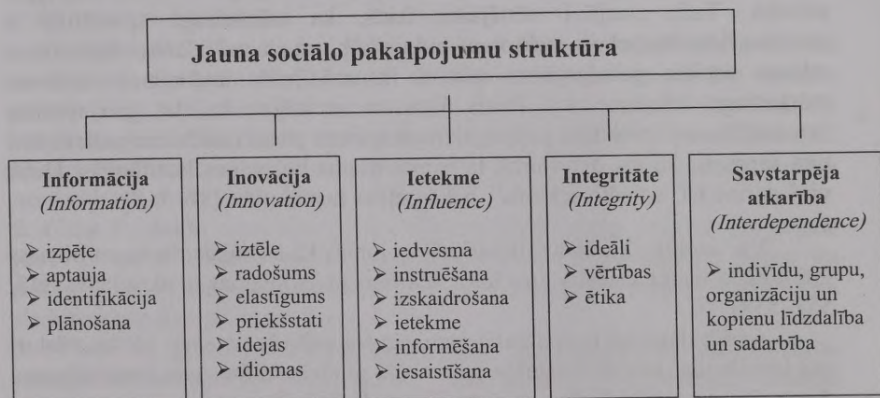 Jauna sociālo pakalpojumu struktūra
Informācija
(Information)
➢ izpēte
➢ aptauja
➢ identifikācija
➢ plānošana
Inovācija
(Innovation)
➢ iztēle
➢ radošums
➢ elastīgums
➢ priekšstati
➢ idejas
➢ idiomas
Ietekme
(Influence)
➢ iedvesma
➢ instruēšana
➢ izskaidrošana
➢ ietekme
➢ informēšana
➢ iesaistīšana
Integritāte
(Integrity)
➢ ideāli
➢ vērtības
➢ ētika
Savstarpēja
atkarība
(Interdependence)
➢ indivīdu, grupu,
organizāciju un
kopienu līdzdalība
un sadarbība